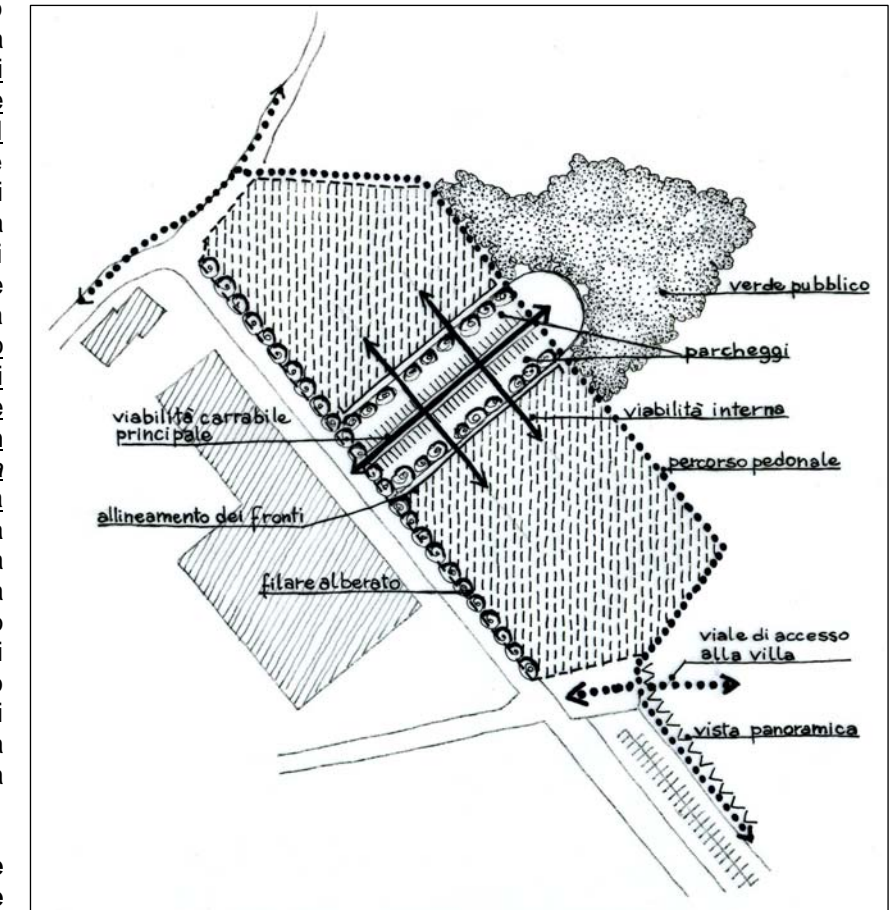 verde pubblico
parcheggi
viabilità carrabile
principale
viabilità interna
percorso pedonale
allineamento dei fronti
filare alberato
viale di accesso
alla villa
vista panoramica